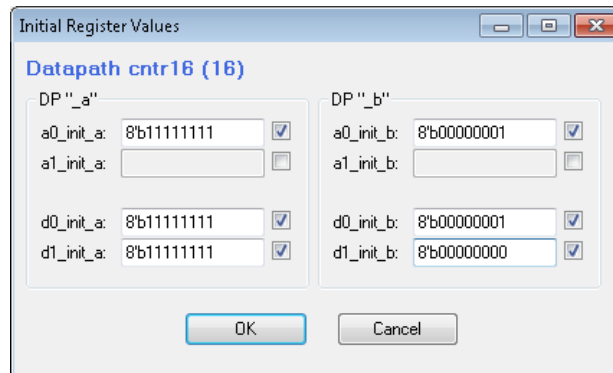 Initial Register Values
Datapath cntr16 (16)
DP "_a"
a0_init_a: 8'b11111111
a1_init_a:
d0_init_a: 8'b11111111
d1_init_a: 8'b11111111
DP "_b"
a0_init_b: 8'b00000001
a1_init_b:
d0_init_b: 8'b00000001
d1_init_b: 8'b00000000
OK
Cancel